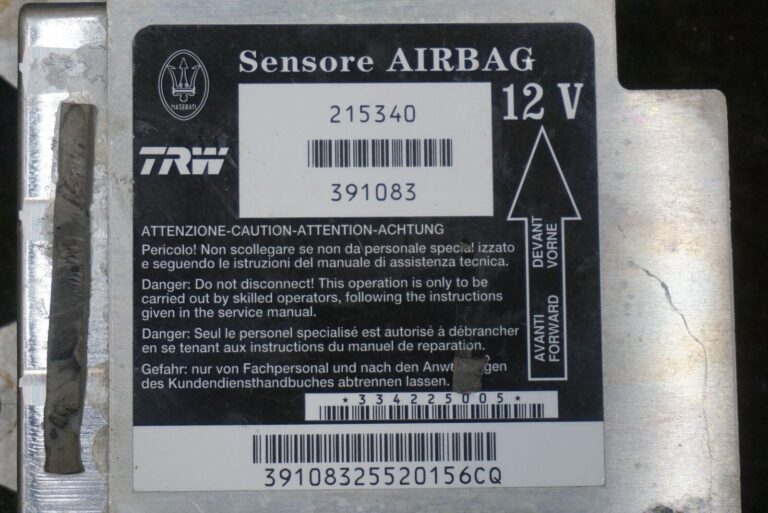 Sensore AIRBAG
MASERATI
215340
12 V
TRW
391083
ATTENZIONE-CAUTION-ATTENTION-ACHTUNG
Pericolo! Non scollegare se non da personale special izzato
e seguendo le istruzioni del manuale di assistenza tecnica.
Danger: Do not disconnect! This operation is only to be
carried out by skilled operators, following the instructions
given in the service manual.
Danger: Seul le personel specialisé est autorisé à débrancher
en se tenant aux instructions du manuel de reparation.
Gefahr: nur von Fachpersonal und nach den
des Kundendiensthandbuches abtrennen lassen.
AVANTI DEVANT
FORWARD VORNE
*334225005*
39108325520156CQ